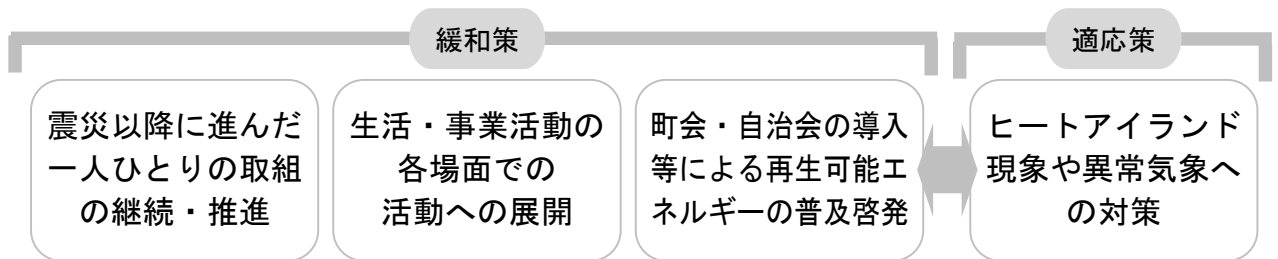 緩和策
適応策
震災以降に進んだ
一人ひとりの取組
の継続・推進
生活・事業活動の
各場面での
活動への展開
町会・自治会の導入
等による再生可能エ
ネルギーの普及啓発
ヒートアイランド
現象や異常気象へ
の対策